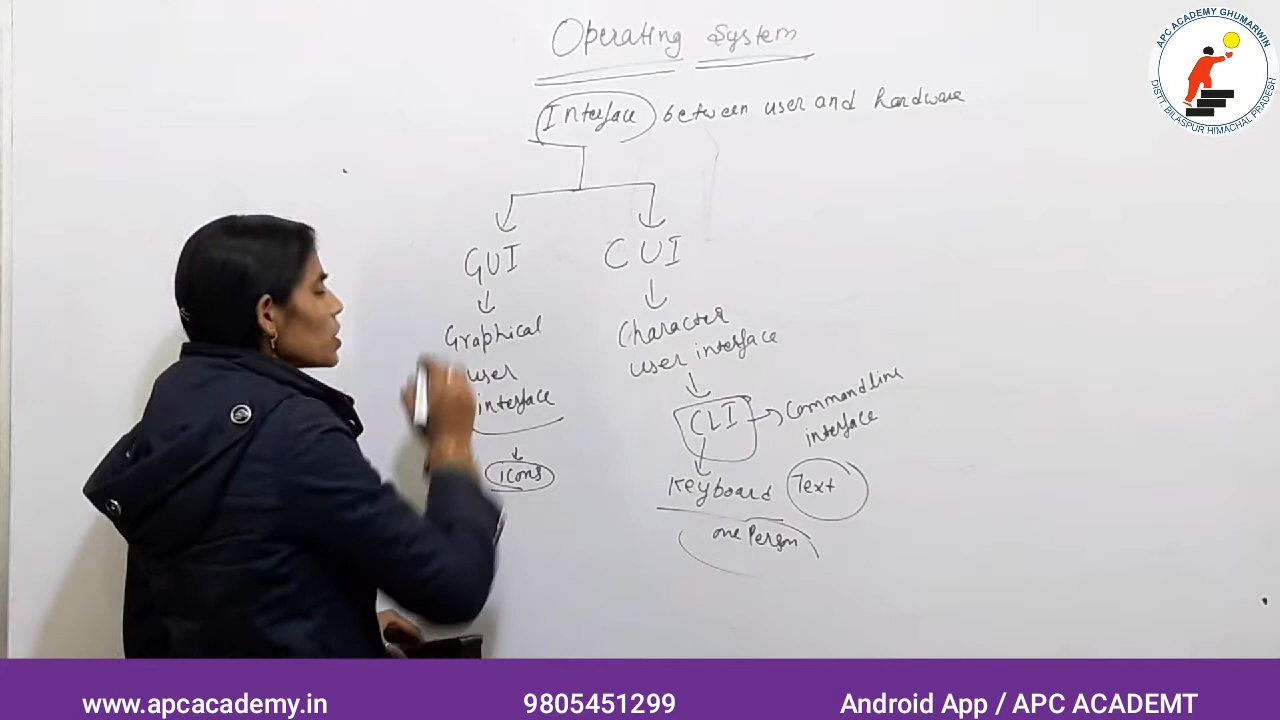 Operating System
Interface between user and hardware
GUI
CUI
Graphical
user
interface
Icons
Character
user interface
CLI
Commandline
interface
Keyboard Text
one Person
APC ACADEMY GHUMARWIN
DISTT. BILASPUR HIMACHAL PRADESH
www.apcacademy.in 9805451299 Android App / APC ACADEMT